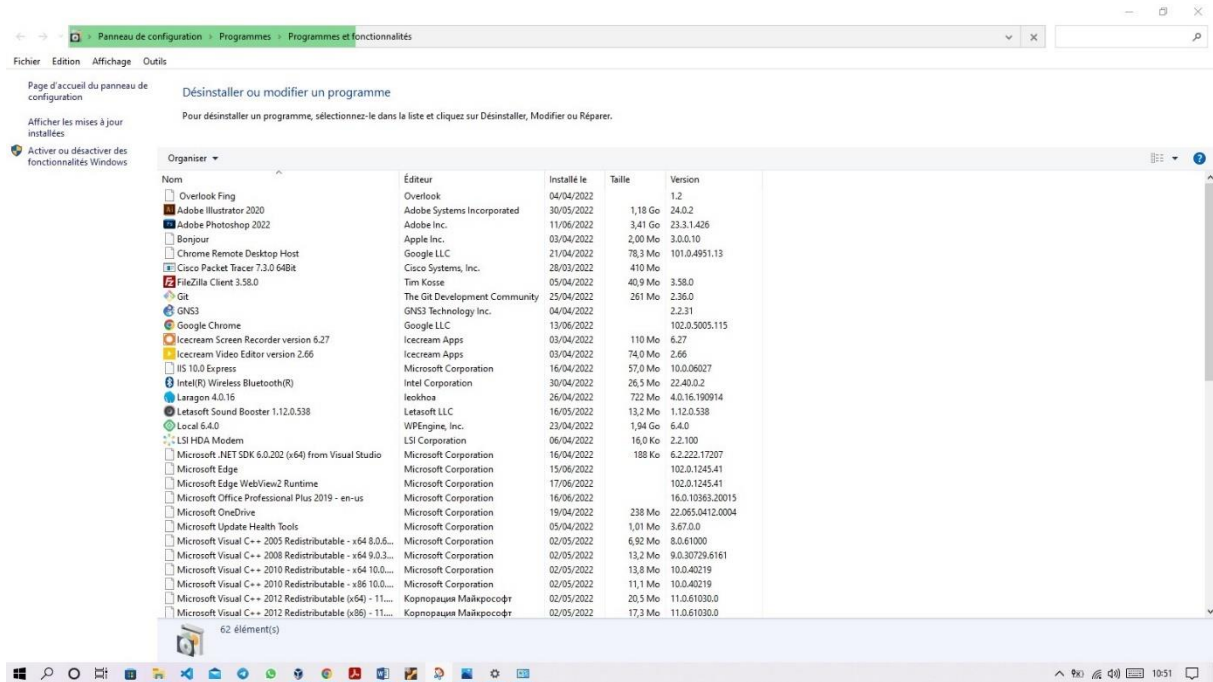 Panneau de configuration > Programmes > Programmes et fonctionnalités
Fichier Edition Affichage Outils
Page d'accueil du panneau de configuration
Afficher les mises à jour installées
Activer ou désactiver des fonctionnalités Windows
Désinstaller ou modifier un programme
Pour désinstaller un programme, sélectionnez-le dans la liste et cliquez sur Désinstaller, Modifier ou Réparer.
Organiser
Nom Éditeur Installé le Taille Version
Overlook Fing Overlook 04/04/2022 1.2
Adobe Illustrator 2020 Adobe Systems Incorporated 30/05/2022 1,18 Go 24.0.2
Adobe Photoshop 2022 Adobe Inc. 11/06/2022 3,41 Go 23.3.1.426
Bonjour Apple Inc. 03/04/2022 2,00 Mo 3.0.0.10
Chrome Remote Desktop Host Google LLC 21/04/2022 78,3 Mo 101.0.4951.13
Cisco Packet Tracer 7.3.0 64Bit Cisco Systems, Inc. 28/03/2022 410 Mo
FileZilla Client 3.58.0 Tim Kosse 05/04/2022 40,9 Mo 3.58.0
Git The Git Development Community 25/04/2022 261 Mo 2.36.0
GNS3 GNS3 Technology Inc. 04/04/2022 2.2.31
Google Chrome Google LLC 13/06/2022 102.0.5005.115
Icecream Screen Recorder version 6.27 Icecream Apps 03/04/2022 110 Mo 6.27
Icecream Video Editor version 2.66 Icecream Apps 03/04/2022 74,0 Mo 2.66
IIS 10.0 Express Microsoft Corporation 16/04/2022 57,0 Mo 10.0.06027
Intel(R) Wireless Bluetooth(R) Intel Corporation 30/04/2022 26,5 Mo 22.40.0.2
Laragon 4.0.16 leokhoa 26/04/2022 722 Mo 4.0.16.190914
Letasoft Sound Booster 1.12.0.538 Letasoft LLC 16/05/2022 13,2 Mo 1.12.0.538
Local 6.4.0 WPEngine, Inc. 23/04/2022 1,94 Go 6.4.0
LSI HDA Modem LSI Corporation 06/04/2022 16,0 Ko 2.2.100
Microsoft .NET SDK 6.0.202 (x64) from Visual Studio Microsoft Corporation 16/04/2022 188 Ko 6.2.222.17207
Microsoft Edge Microsoft Corporation 15/06/2022 102.0.1245.41
Microsoft Edge WebView2 Runtime Microsoft Corporation 17/06/2022 102.0.1245.41
Microsoft Office Professional Plus 2019 - en-us Microsoft Corporation 16/06/2022 16.0.10363.20015
Microsoft OneDrive Microsoft Corporation 19/04/2022 238 Mo 22.065.0412.0004
Microsoft Update Health Tools Microsoft Corporation 05/04/2022 1,01 Mo 3.67.0.0
Microsoft Visual C++ 2005 Redistributable - x64 8.0.6... Microsoft Corporation 02/05/2022 6,92 Mo 8.0.61000
Microsoft Visual C++ 2008 Redistributable - x64 9.0.3... Microsoft Corporation 02/05/2022 13,2 Mo 9.0.30729.6161
Microsoft Visual C++ 2010 Redistributable - x64 10.0.... Microsoft Corporation 02/05/2022 13,8 Mo 10.0.40219
Microsoft Visual C++ 2010 Redistributable - x86 10.0.... Microsoft Corporation 02/05/2022 11,1 Mo 10.0.40219
Microsoft Visual C++ 2012 Redistributable (x64) - 11.... Корпорация Майкрософт 02/05/2022 20,5 Mo 11.0.61030.0
Microsoft Visual C++ 2012 Redistributable (x86) - 11.... Корпорация Майкрософт 02/05/2022 17,3 Mo 11.0.61030.0
62 élément(s)
10:51